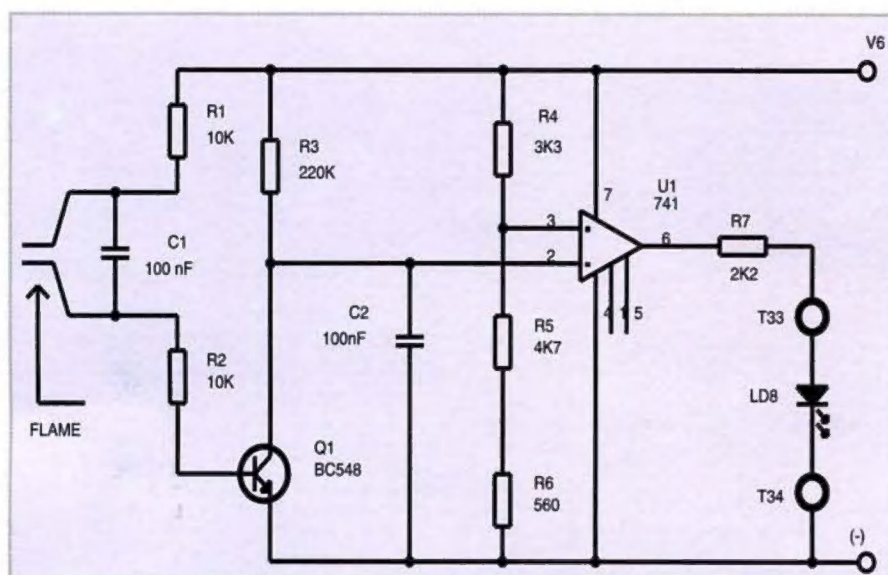 V6
R1
10K
R3
220K
R4
3K3
7
U1
741
3
2
6
R7
2K2
C1
100 nF
4 1 5
C2
100nF
R5
4K7
T33
R2
10K
LD8
FLAME
Q1
BC548
R6
560
T34
(-)